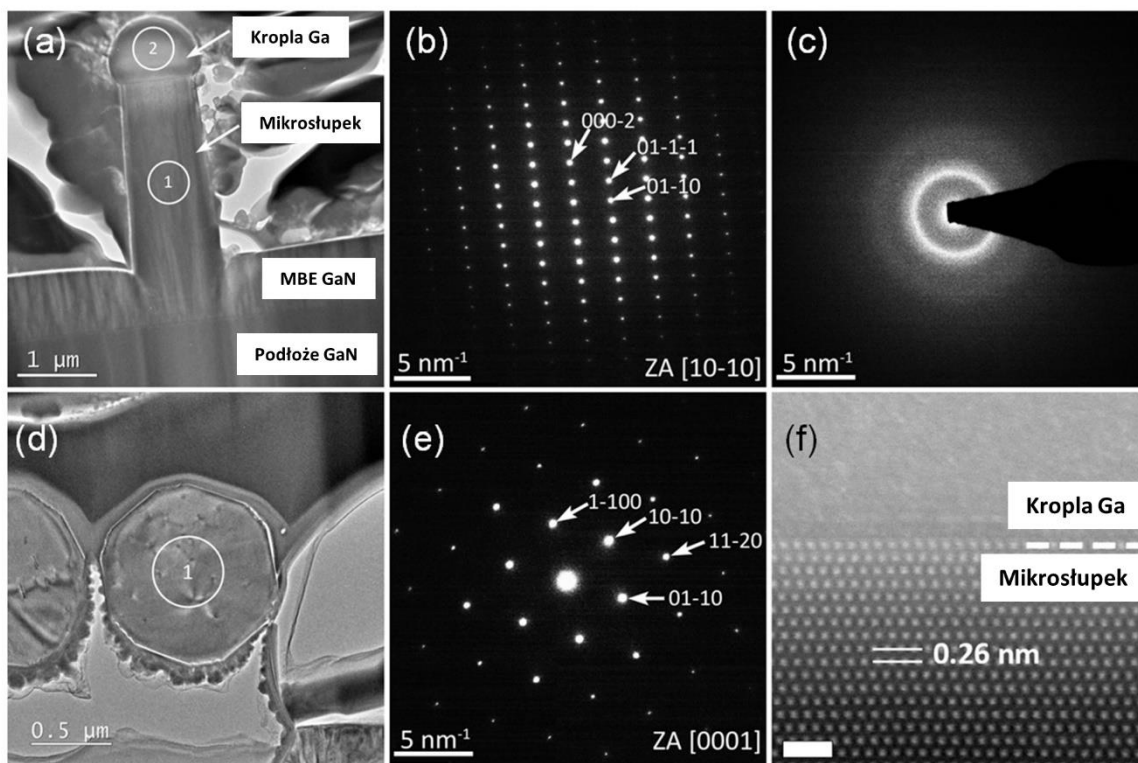 (a)
2
Kropla Ga
Mikrosłupek
1
MBE GaN
Podłoże GaN
1 μm
(b)
000-2
01-1-1
01-10
5 nm⁻¹
ZA [10-10]
(c)
5 nm⁻¹
(d)
1
0.5 μm
(e)
1-100
10-10
11-20
01-10
5 nm⁻¹
ZA [0001]
(f)
Kropla Ga
Mikrosłupek
0.26 nm